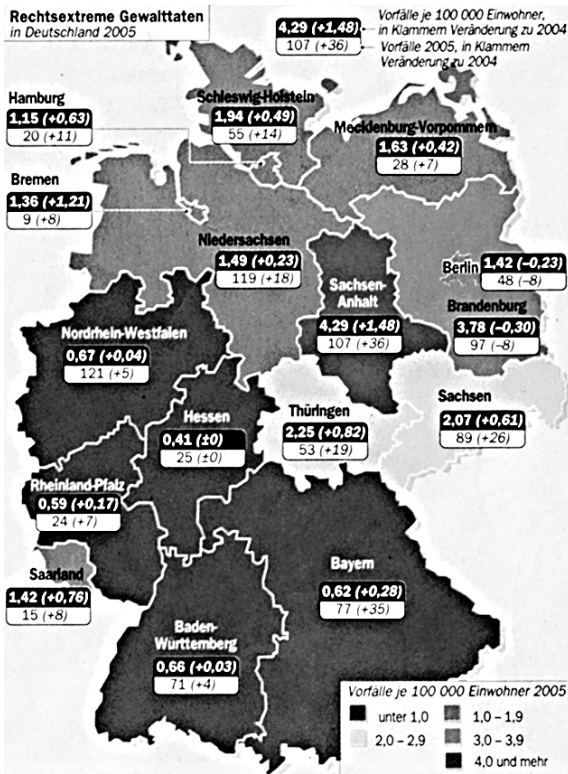 Rechtsextreme Gewalttaten
in Deutschland 2005
4,29 (+1,48)
107 (+36)
Vorfälle je 100 000 Einwohner,
in Klammern Veränderung zu 2004
Vorfälle 2005, in Klammern
Veränderung zu 2004
Hamburg
1,15 (+0,63)
20 (+11)
Schleswig-Holstein
1,94 (+0,49)
55 (+14)
Mecklenburg-Vorpommern
1,63 (+0,42)
28 (+7)
Bremen
1,36 (+1,21)
9 (+8)
Niedersachsen
1,49 (+0,23)
119 (+18)
Sachsen-
Anhalt
4,29 (+1,48)
107 (+36)
Berlin
1,42 (–0,23)
48 (–8)
Brandenburg
3,78 (–0,30)
97 (–8)
Nordrhein-Westfalen
0,67 (+0,04)
121 (+5)
Hessen
0,41 (±0)
25 (±0)
Thüringen
2,25 (+0,82)
53 (+19)
Sachsen
2,07 (+0,61)
89 (+26)
Rheinland-Pfalz
0,59 (+0,17)
24 (+7)
Saarland
1,42 (+0,76)
15 (+8)
Bayern
0,62 (+0,28)
77 (+35)
Baden-
Württemberg
0,66 (+0,03)
71 (+4)
Vorfälle je 100 000 Einwohner 2005
unter 1,0
1,0 – 1,9
2,0 – 2,9
3,0 – 3,9
4,0 und mehr